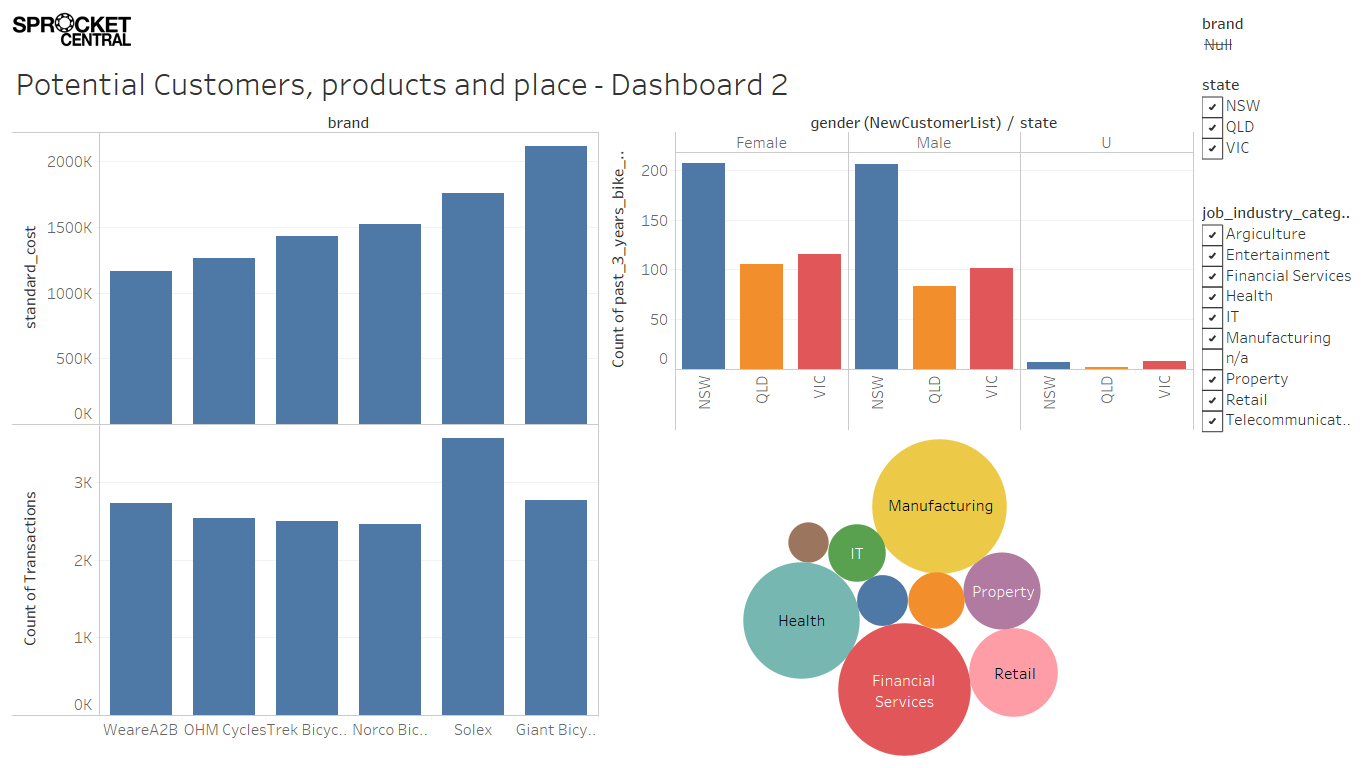 SPROCKET
CENTRAL
Potential Customers, products and place - Dashboard 2
brand
standard_cost
2000K
1500K
1000K
500K
0K
Count of Transactions
3K
2K
1K
0K
WeareA2B OHM Cycles Trek Bicyc.. Norco Bic.. Solex Giant Bicy..
gender (NewCustomerList) / state
Female Male U
Count of past_3_years_bike_..
200
150
100
50
0
NSW QLD VIC NSW QLD VIC NSW QLD VIC
Manufacturing
IT
Property
Health
Retail
Financial
Services
brand
Null
state
NSW
QLD
VIC
job_industry_categ..
Argiculture
Entertainment
Financial Services
Health
IT
Manufacturing
n/a
Property
Retail
Telecommunicat..